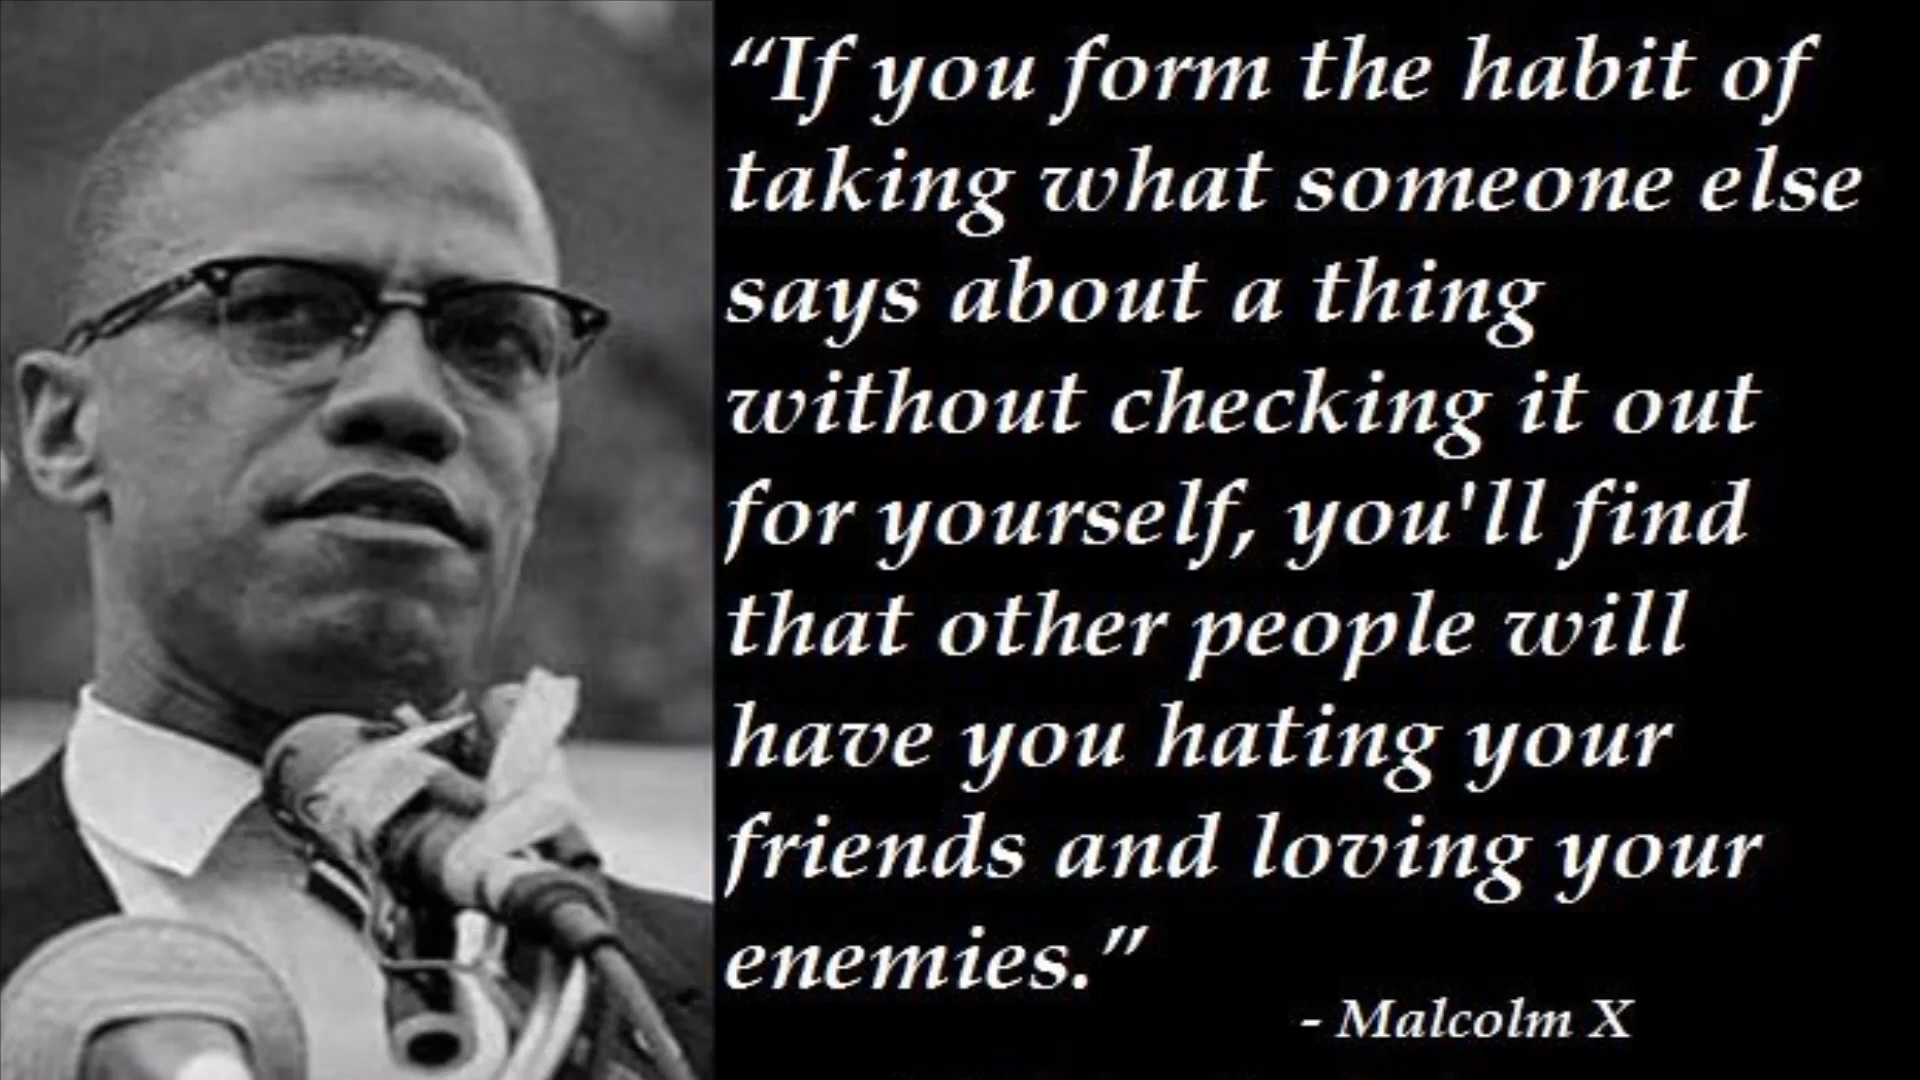 “If you form the habit of
taking what someone else
says about a thing
without checking it out
for yourself, you'll find
that other people will
have you hating your
friends and loving your
enemies.”
- Malcolm X